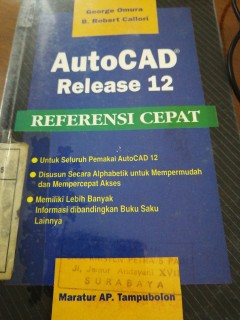 George Omura
B. Robert Callori
AutoCAD®
Release 12
REFERENSI CEPAT
Untuk Seluruh Pemakai AutoCAD 12
Disusun Secara Alphabetik untuk Mempermudah
dan Mempercepat Akses
Memiliki Lebih Banyak
Informasi dibandingkan Buku Saku
Lainnya
SURABAYA
Maratur AP. Tampubolon